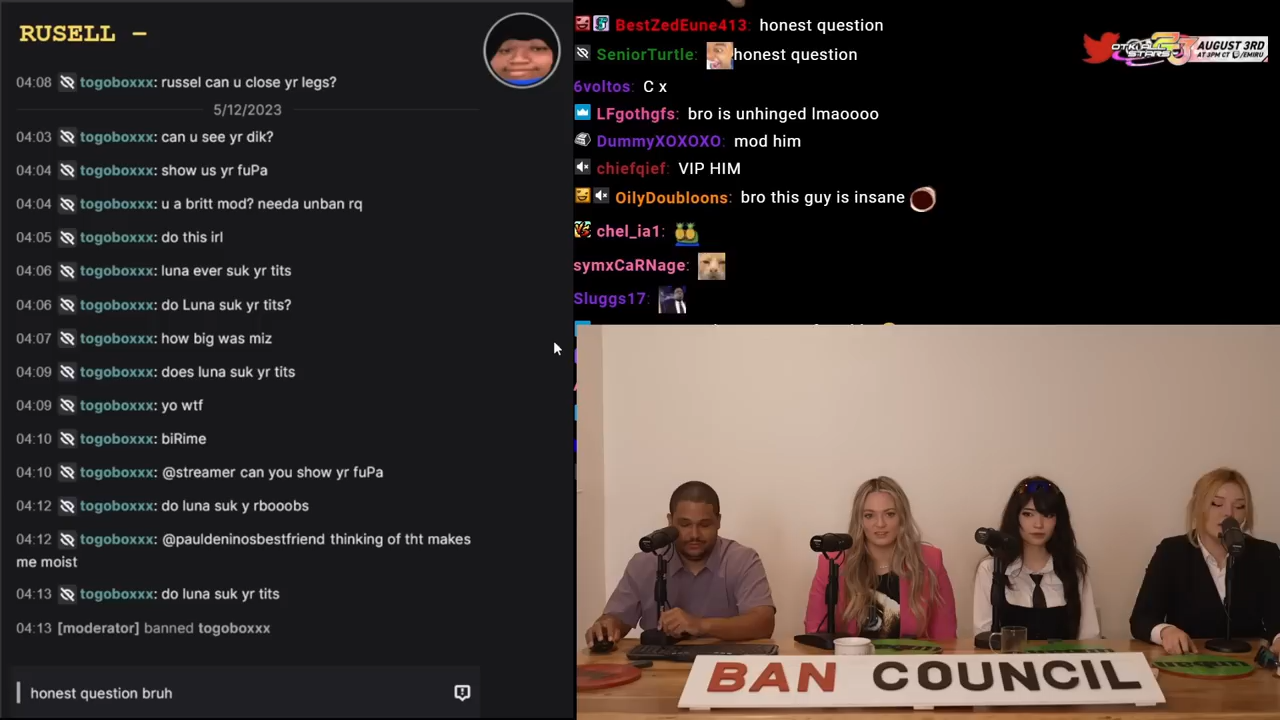 RUSELL –
04:08 togoboxxx: russel can u close yr legs?
5/12/2023
04:03 togoboxxx: can u see yr dik?
04:04 togoboxxx: show us yr fuPa
04:04 togoboxxx: u a britt mod? needa unban rq
04:05 togoboxxx: do this irl
04:06 togoboxxx: luna ever suk yr tits
04:06 togoboxxx: do Luna suk yr tits?
04:07 togoboxxx: how big was miz
04:09 togoboxxx: does luna suk yr tits
04:09 togoboxxx: yo wtf
04:10 togoboxxx: biRime
04:10 togoboxxx: @streamer can you show yr fuPa
04:12 togoboxxx: do luna suk y rbooobs
04:12 togoboxxx: @pauldeninosbestfriend thinking of tht makes
me moist
04:13 togoboxxx: do luna suk yr tits
04:13 [moderator] banned togoboxxx
honest question bruh
BestZedEune413: honest question
SeniorTurtle: honest question
6voltos: C x
LFgothgfs: bro is unhinged lmaoooo
DummyXOXOXO: mod him
chiefqief: VIP HIM
OilyDoubloons: bro this guy is insane
chel_ia1:
symxCaRNage:
Sluggs17:
AUGUST 3RD
AT 3PM CT /EMIRU
BAN COUNCIL